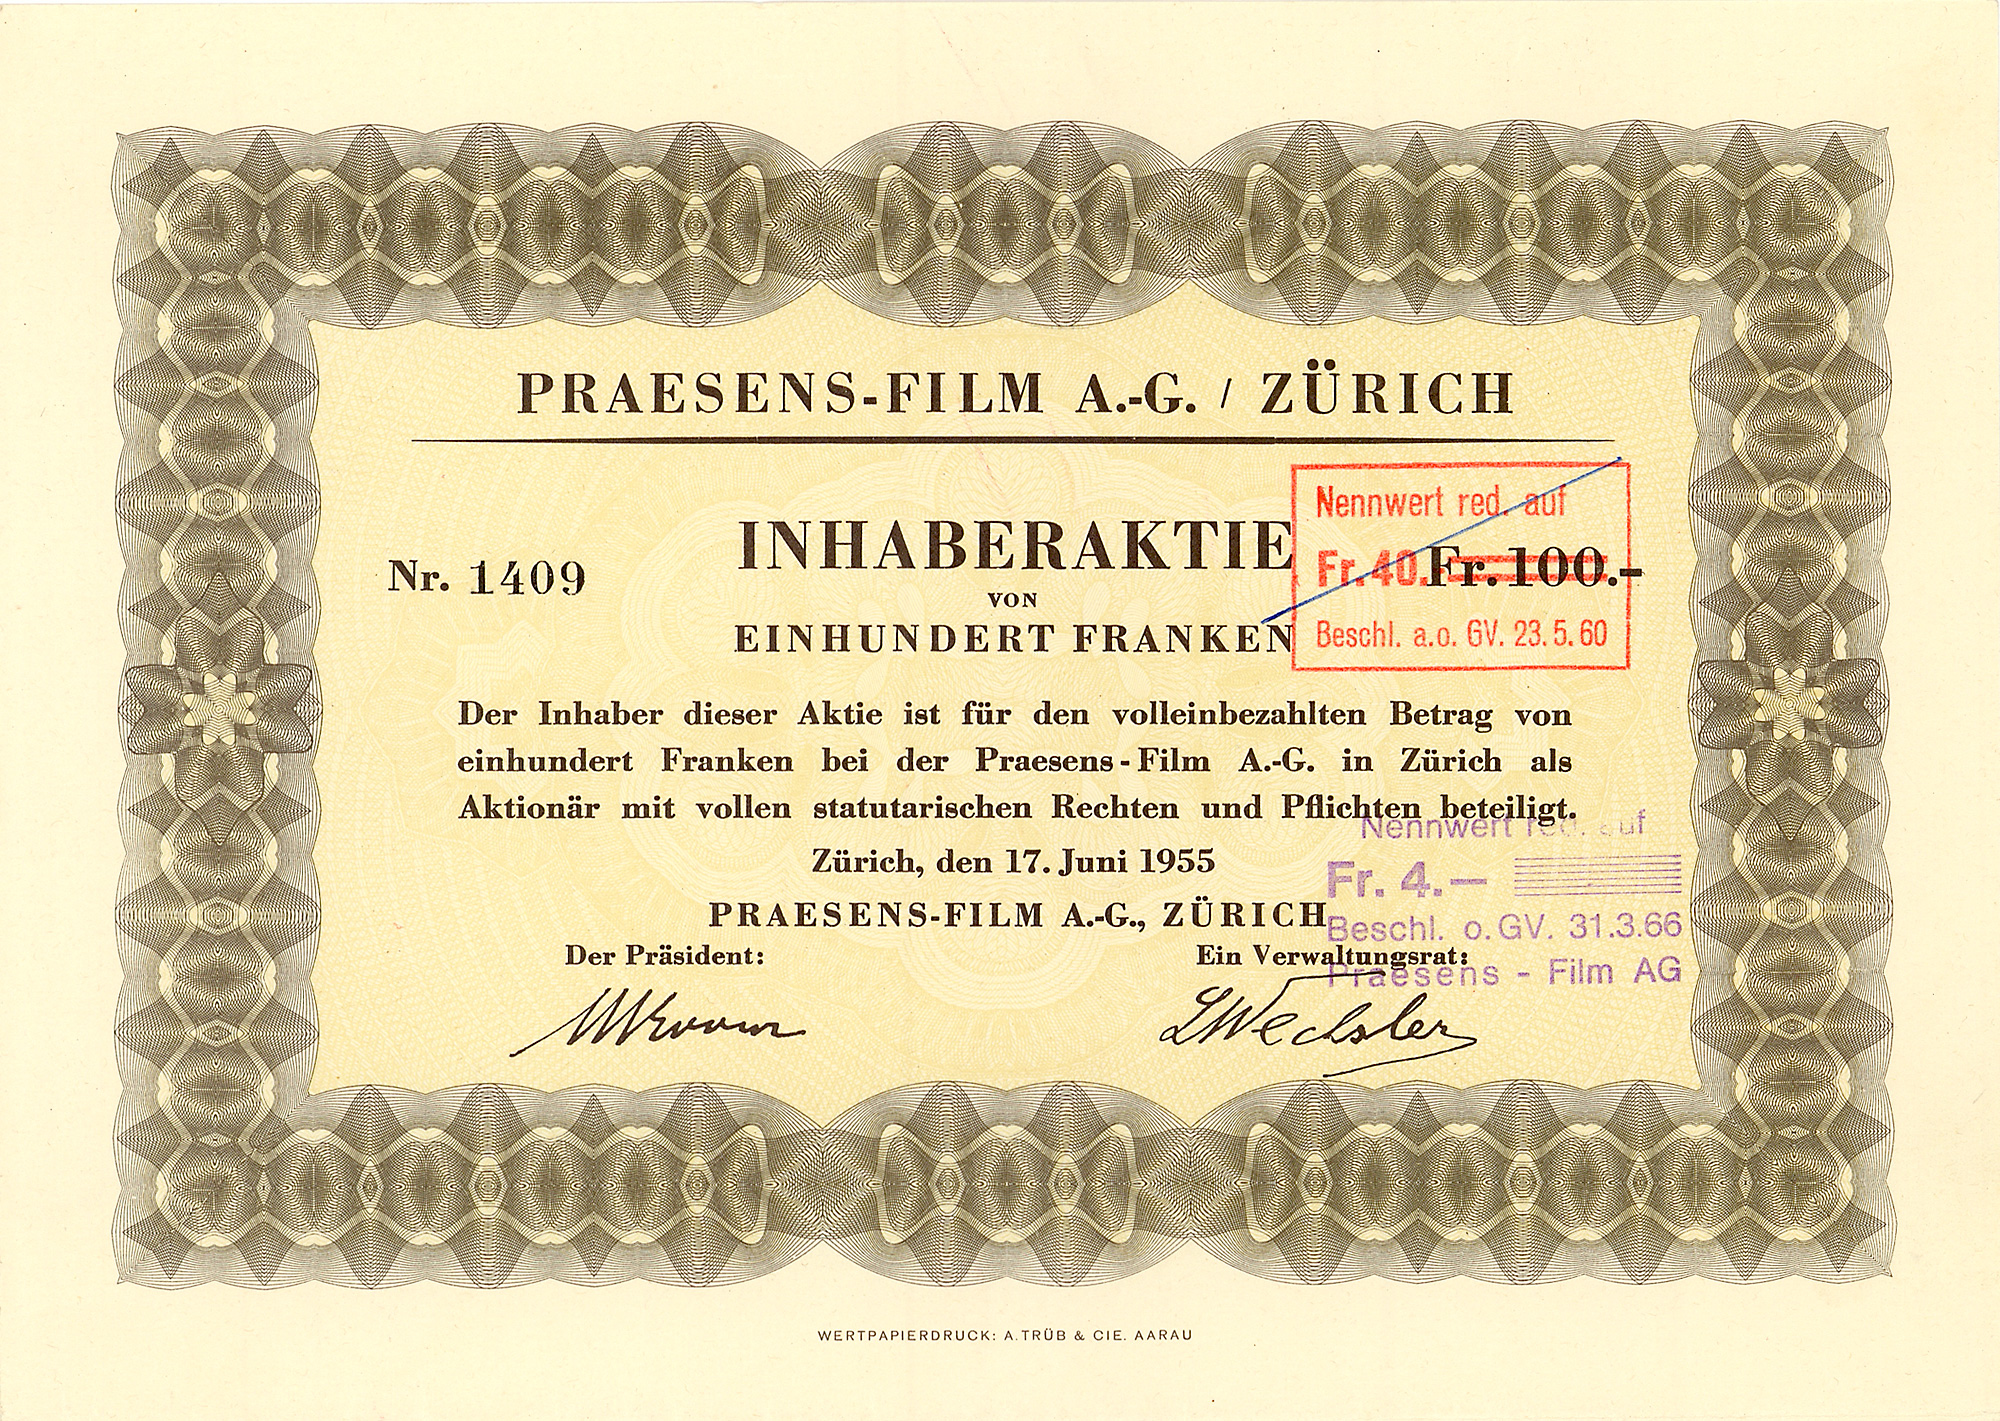 PRAESENS-FILM A.-G. / ZÜRICH
Nr. 1409
INHABERAKTIE
VON
EINHUNDERT FRANKEN
Nennwert red. auf
Fr. 40.- Fr. 100.-
Beschl. a.o. GV. 23.5.60
Der Inhaber dieser Aktie ist für den volleinbezahlten Betrag von
einhundert Franken bei der Praesens-Film A.-G. in Zürich als
Aktionär mit vollen statutarischen Rechten und Pflichten beteiligt.
Zürich, den 17. Juni 1955
PRAESENS-FILM A.-G., ZÜRICH
Nennwert red. auf
Fr. 4.—
Beschl. o. GV. 31.3.66
Praesens - Film AG
Der Präsident:
Ein Verwaltungsrat:
LWechsler
WERTPAPIERDRUCK: A. TRÜB & CIE. AARAU